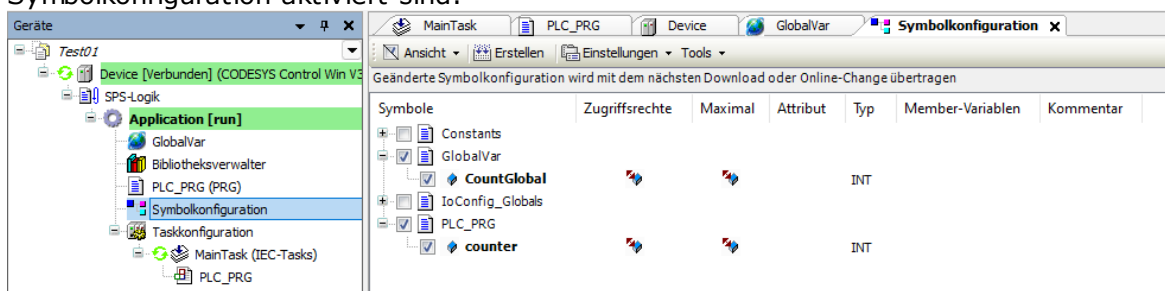 Symbolkonfiguration aktiviert sind:
Geräte
MainTask PLC_PRG Device GlobalVar Symbolkonfiguration
Test01
Ansicht Erstellen Einstellungen Tools
Device [Verbunden] (CODESYS Control Win V3
Geänderte Symbolkonfiguration wird mit dem nächsten Download oder Online-Change übertragen
SPS-Logik
Symbole Zugriffsrechte Maximal Attribut Typ Member-Variablen Kommentar
Application [run]
Constants
GlobalVar
GlobalVar
Bibliotheksverwalter
CountGlobal INT
PLC_PRG (PRG)
IoConfig_Globals
Symbolkonfiguration
PLC_PRG
Taskkonfiguration
counter INT
MainTask (IEC-Tasks)
PLC_PRG